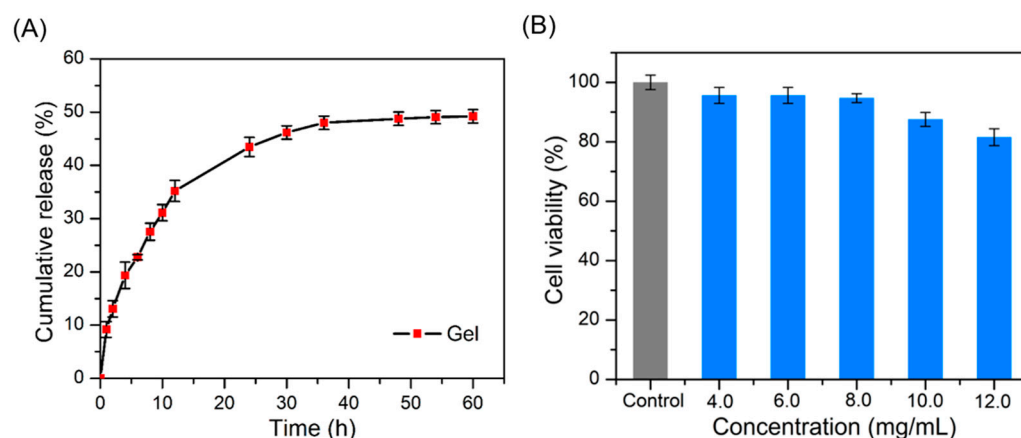 (A)
60
50
40
30
20
10
0
Cumulative release (%)
Gel
0 10 20 30 40 50 60
Time (h)
(B)
100
80
60
40
20
0
Cell viability (%)
Control 4.0 6.0 8.0 10.0 12.0
Concentration (mg/mL)